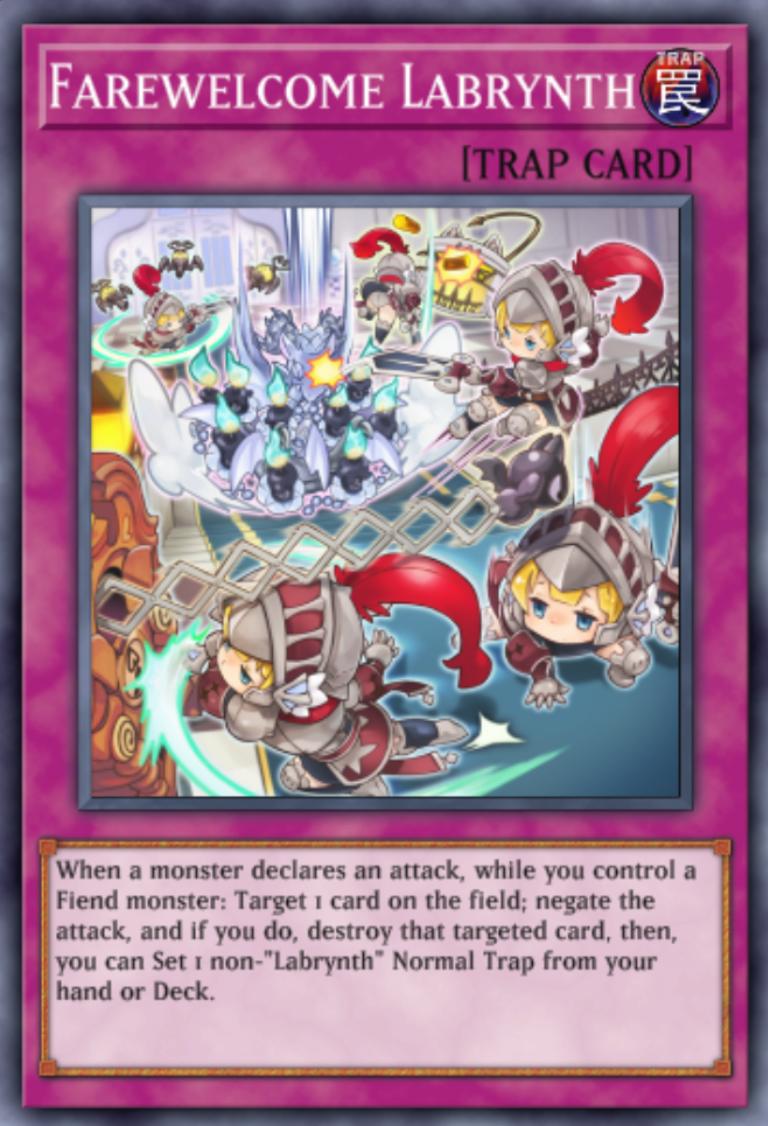 Farewelcome Labrynth
TRAP
罠
[TRAP CARD]
When a monster declares an attack, while you control a
Fiend monster: Target 1 card on the field; negate the
attack, and if you do, destroy that targeted card, then,
you can Set 1 non-"Labrynth" Normal Trap from your
hand or Deck.